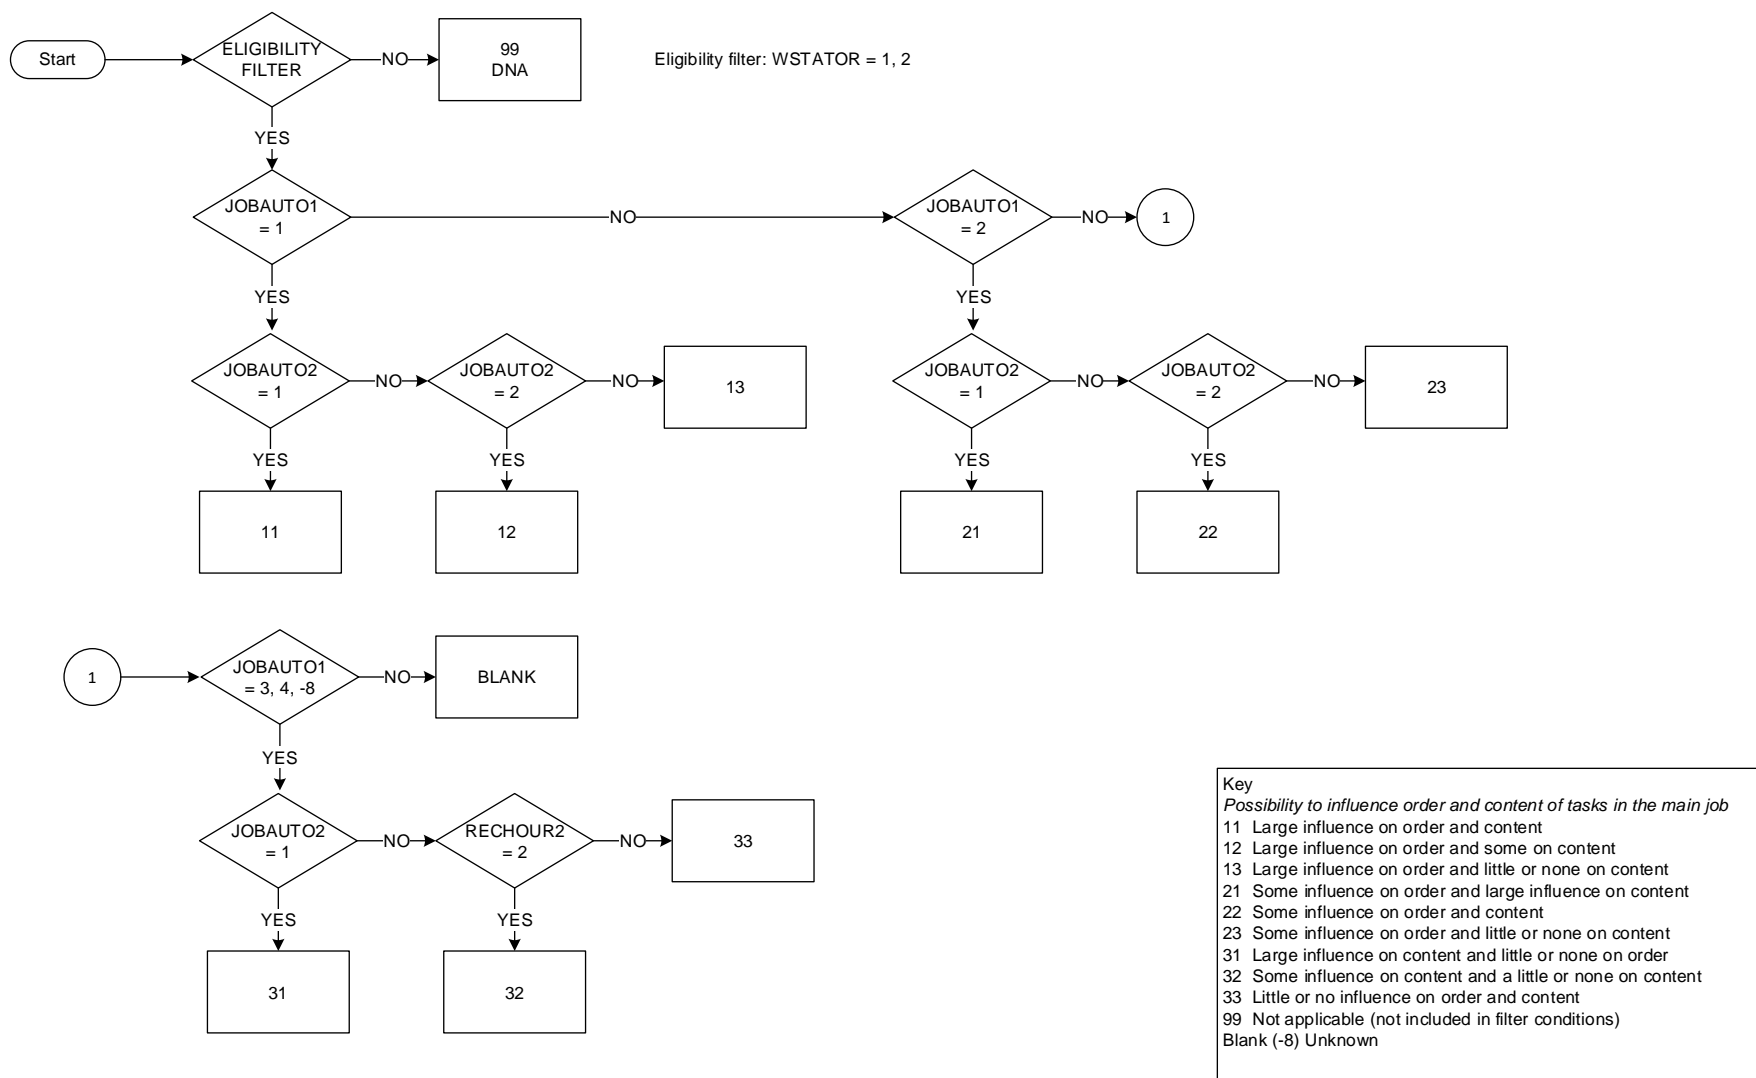 Start
ELIGIBILITY
FILTER
NO
99
DNA
Eligibility filter: WSTATOR = 1, 2
YES
JOBAUTO1
= 1
NO
JOBAUTO1
= 2
NO
1
YES
YES
JOBAUTO2
= 1
NO
JOBAUTO2
= 2
NO
13
JOBAUTO2
= 1
NO
JOBAUTO2
= 2
NO
23
YES
YES
YES
YES
11
12
21
22
1
JOBAUTO1
= 3, 4, -8
NO
BLANK
YES
JOBAUTO2
= 1
NO
RECHOUR2
= 2
NO
33
YES
YES
31
32
Key
Possibility to influence order and content of tasks in the main job
11 Large influence on order and content
12 Large influence on order and some on content
13 Large influence on order and little or none on content
21 Some influence on order and large influence on content
22 Some influence on order and content
23 Some influence on order and little or none on content
31 Large influence on content and little or none on order
32 Some influence on content and a little or none on content
33 Little or no influence on order and content
99 Not applicable (not included in filter conditions)
Blank (-8) Unknown